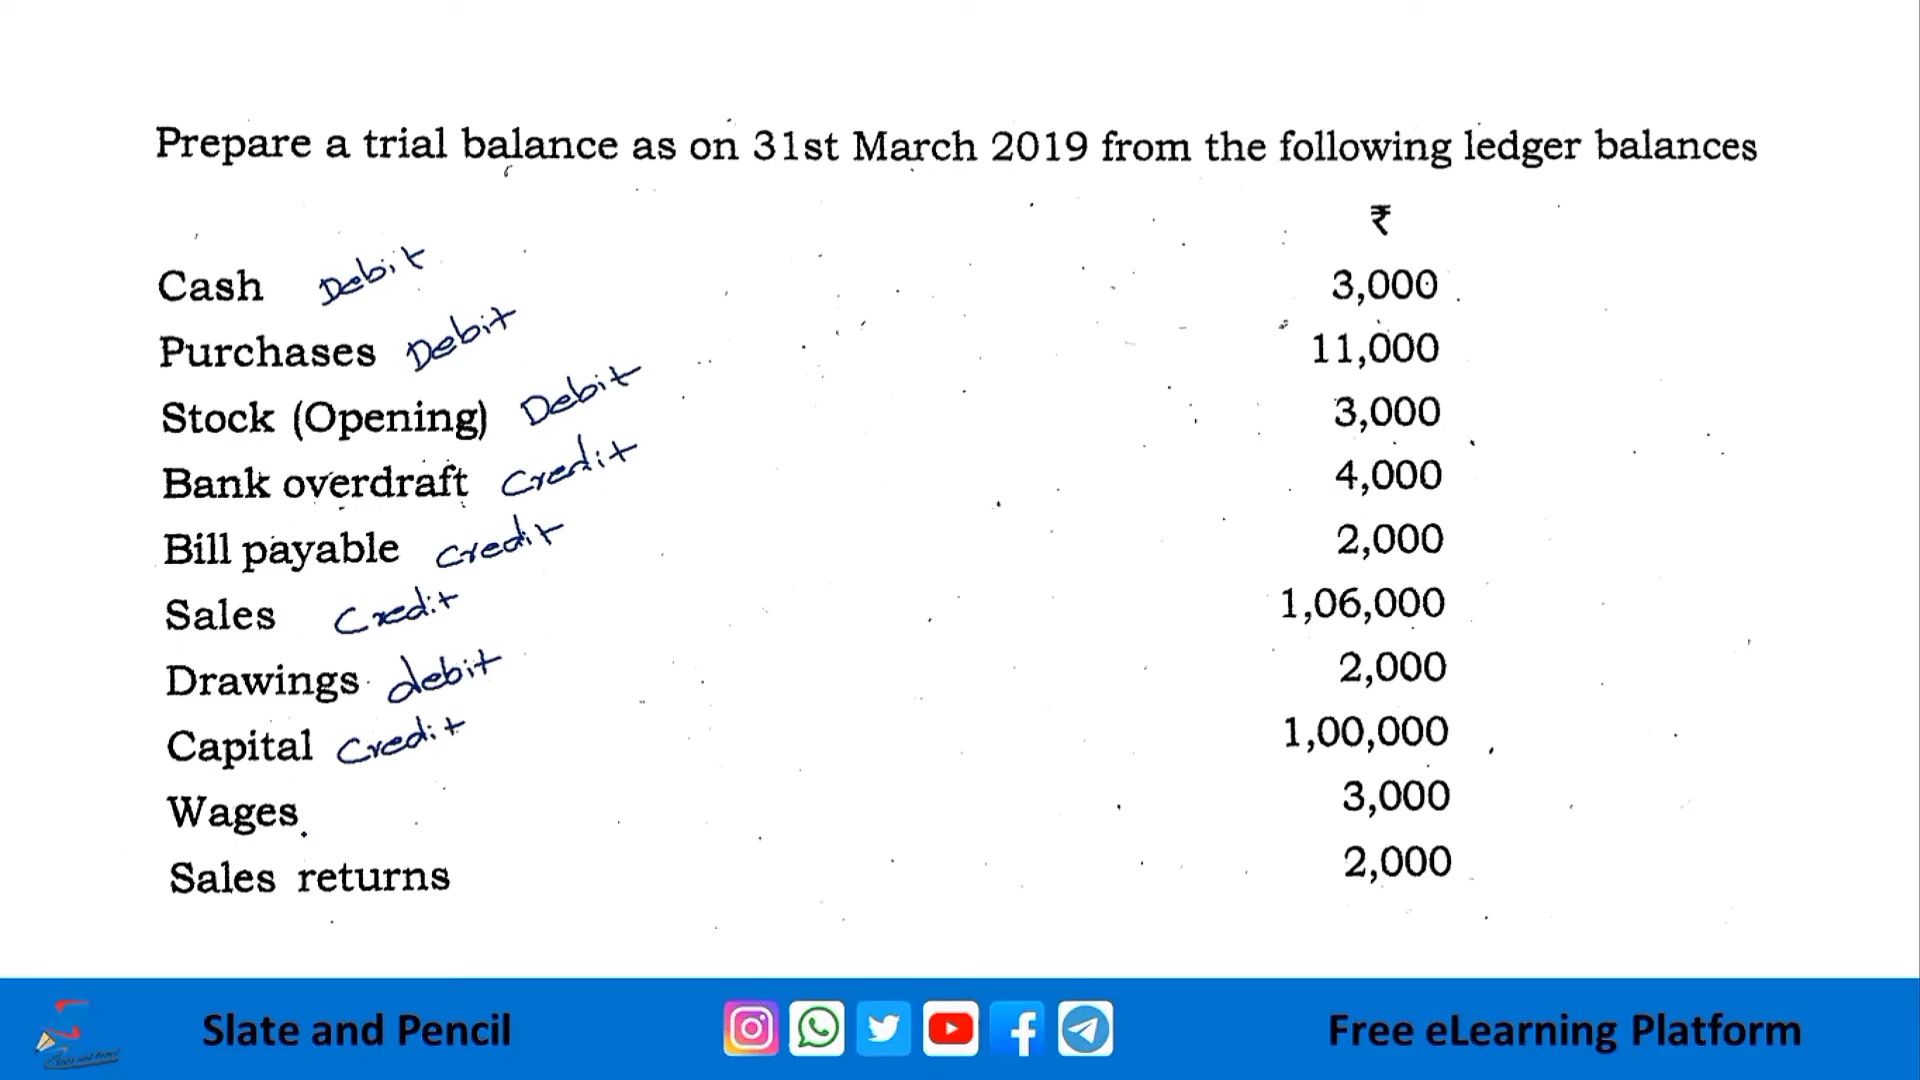 Prepare a trial balance as on 31st March 2019 from the following ledger balances
₹
Cash Debit 3,000
Purchases Debit 11,000
Stock (Opening) Debit 3,000
Bank overdraft Credit 4,000
Bill payable Credit 2,000
Sales Credit 1,06,000
Drawings debit 2,000
Capital Credit 1,00,000
Wages 3,000
Sales returns 2,000
Slate and Pencil
Slate and Pencil Free eLearning Platform